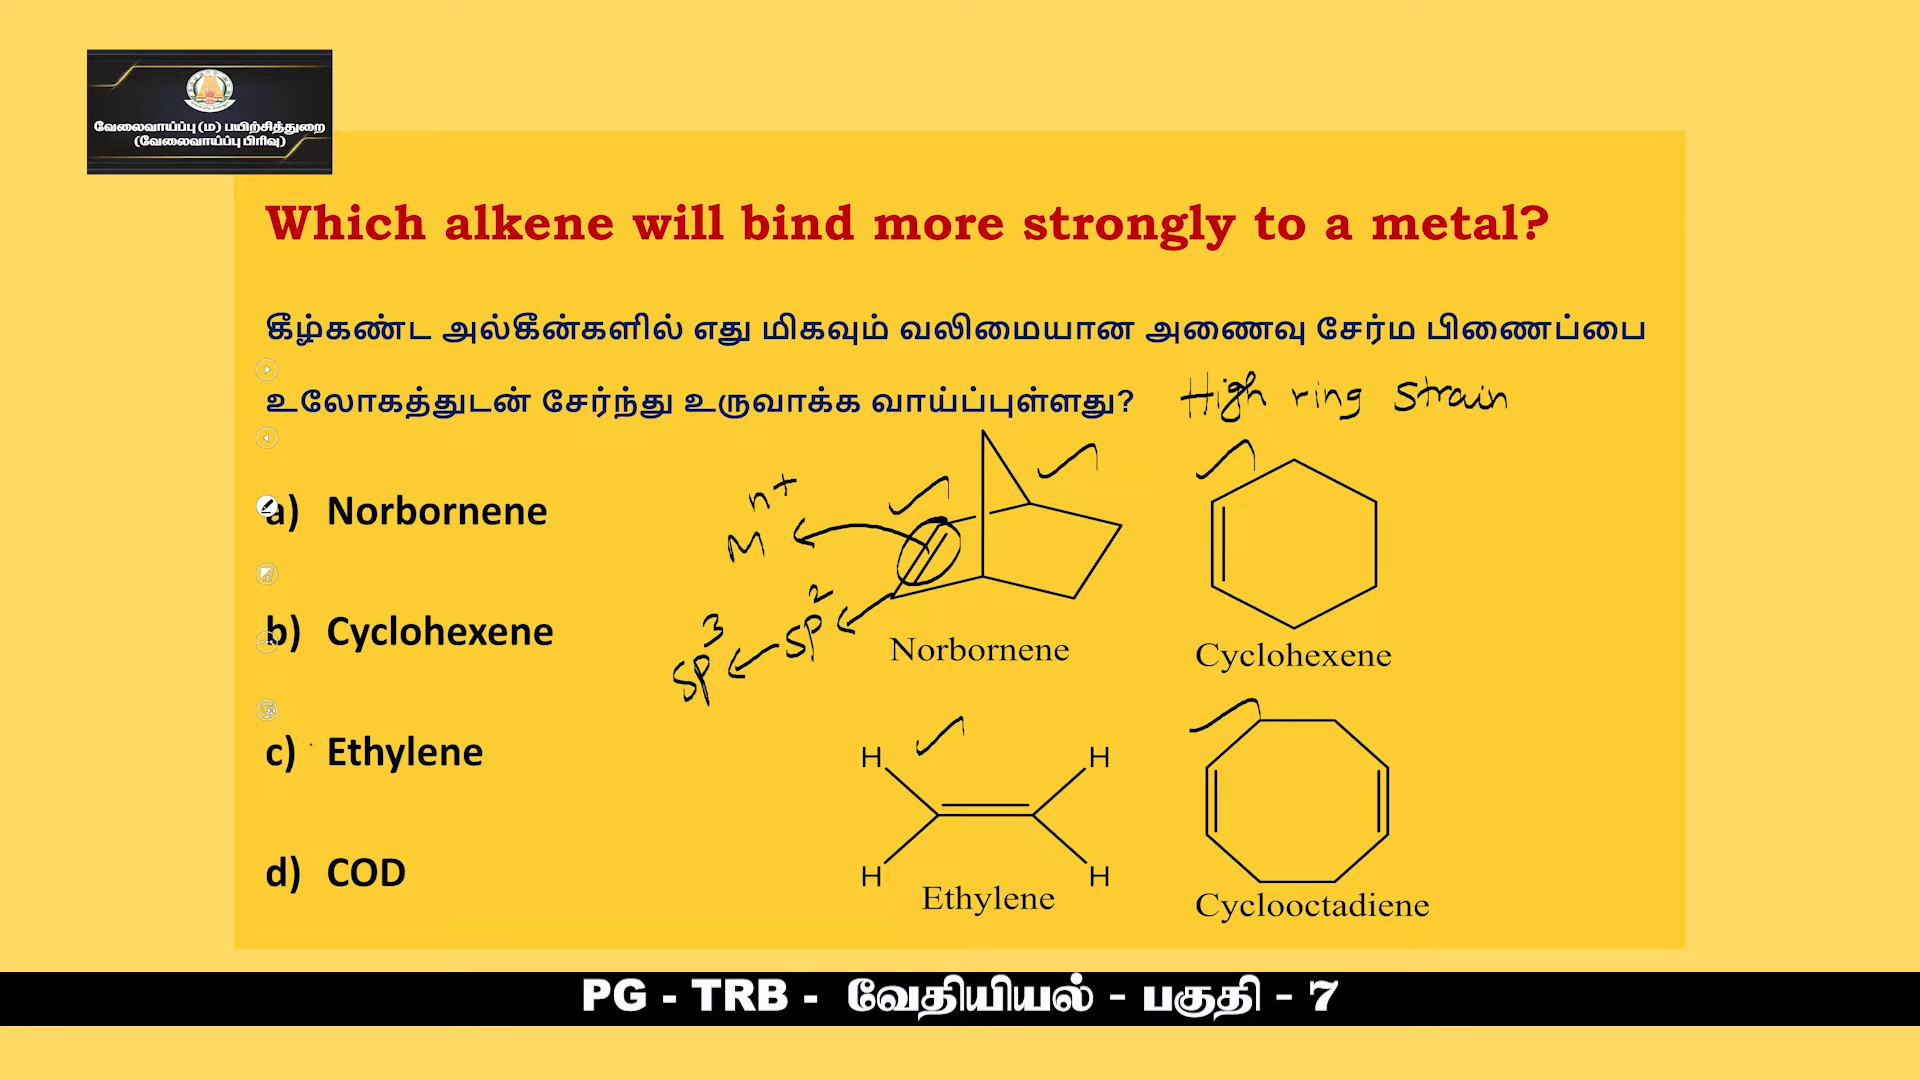 வேலைவாய்ப்பு (ம) பயிற்சித்துறை
(வேலைவாய்ப்பு பிரிவு)
Which alkene will bind more strongly to a metal?
கீழ்கண்ட அல்கீன்களில் எது மிகவும் வலிமையான அணைவு சேர்ம பிணைப்பை
உலோகத்துடன் சேர்ந்து உருவாக்க வாய்ப்புள்ளது?
High ring strain
a) Norbornene
b) Cyclohexene
c) Ethylene
d) COD
M n+
sp3
sp2
Norbornene
Cyclohexene
H H
H H
Ethylene
Cyclooctadiene
PG - TRB - வேதியியல் - பகுதி - 7